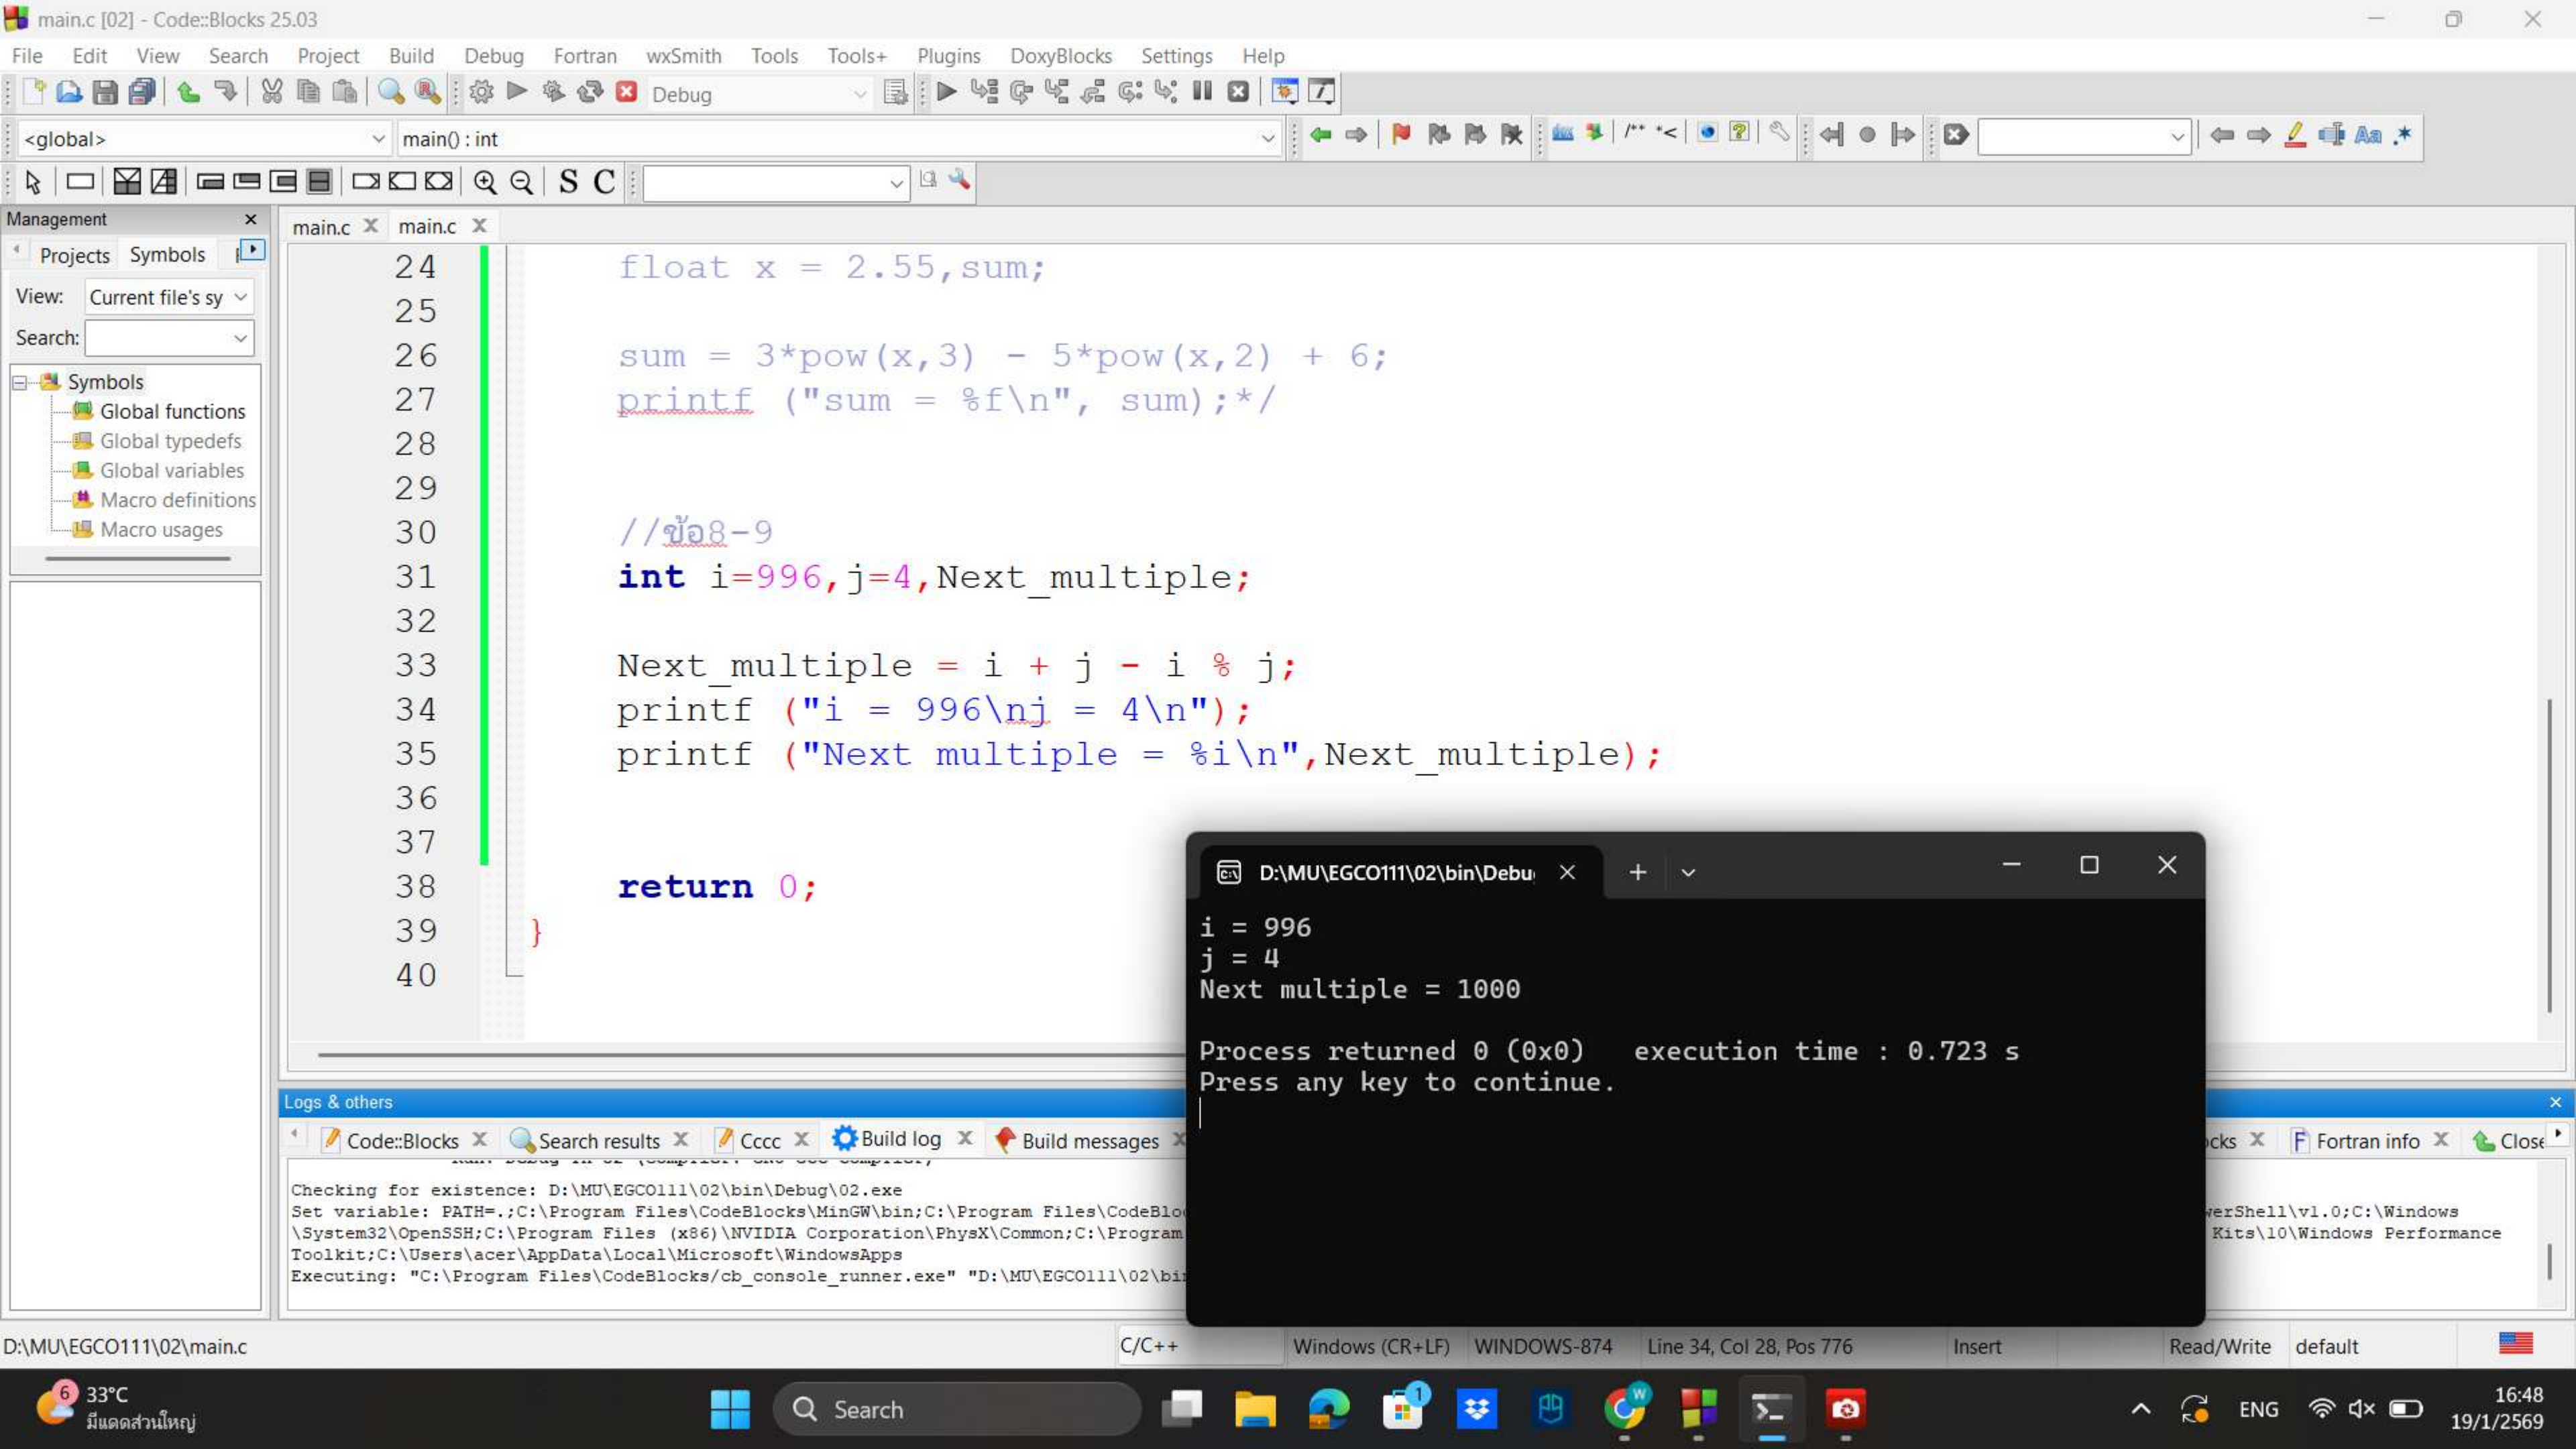 main.c [02] - Code::Blocks 25.03
File Edit View Search Project Build Debug Fortran wxSmith Tools Tools+ Plugins DoxyBlocks Settings Help
Debug
<global> main() : int
S C
Management
main.c main.c
Projects Symbols
View: Current file's sy
Search:
Symbols
Global functions
Global typedefs
Global variables
Macro definitions
Macro usages
24 float x = 2.55,sum;
25
26 sum = 3*pow(x,3) - 5*pow(x,2) + 6;
27 printf ("sum = %f\n", sum);*/
28
29
30 //ข้อ8-9
31 int i=996,j=4,Next_multiple;
32
33 Next_multiple = i + j - i % j;
34 printf ("i = 996\nj = 4\n");
35 printf ("Next multiple = %i\n",Next_multiple);
36
37
38 return 0;
39 }
40
D:\MU\EGCO111\02\bin\Debu
i = 996
j = 4
Next multiple = 1000
Process returned 0 (0x0) execution time : 0.723 s
Press any key to continue.
Logs & others
Code::Blocks Search results Cccc Build log Build messages cks Fortran info Close
Checking for existence: D:\MU\EGCO111\02\bin\Debug\02.exe
Set variable: PATH=.;C:\Program Files\CodeBlocks\MinGW\bin;C:\Program Files\CodeBlo werShell\v1.0;C:\Windows
\System32\OpenSSH;C:\Program Files (x86)\NVIDIA Corporation\PhysX\Common;C:\Program Kits\10\Windows Performance
Toolkit;C:\Users\acer\AppData\Local\Microsoft\WindowsApps
Executing: "C:\Program Files\CodeBlocks/cb_console_runner.exe" "D:\MU\EGCO111\02\bi
D:\MU\EGCO111\02\main.c C/C++ Windows (CR+LF) WINDOWS-874 Line 34, Col 28, Pos 776 Insert Read/Write default
6 33°C
มีแดดส่วนใหญ่
Search
1
W
ENG
16:48
19/1/2569